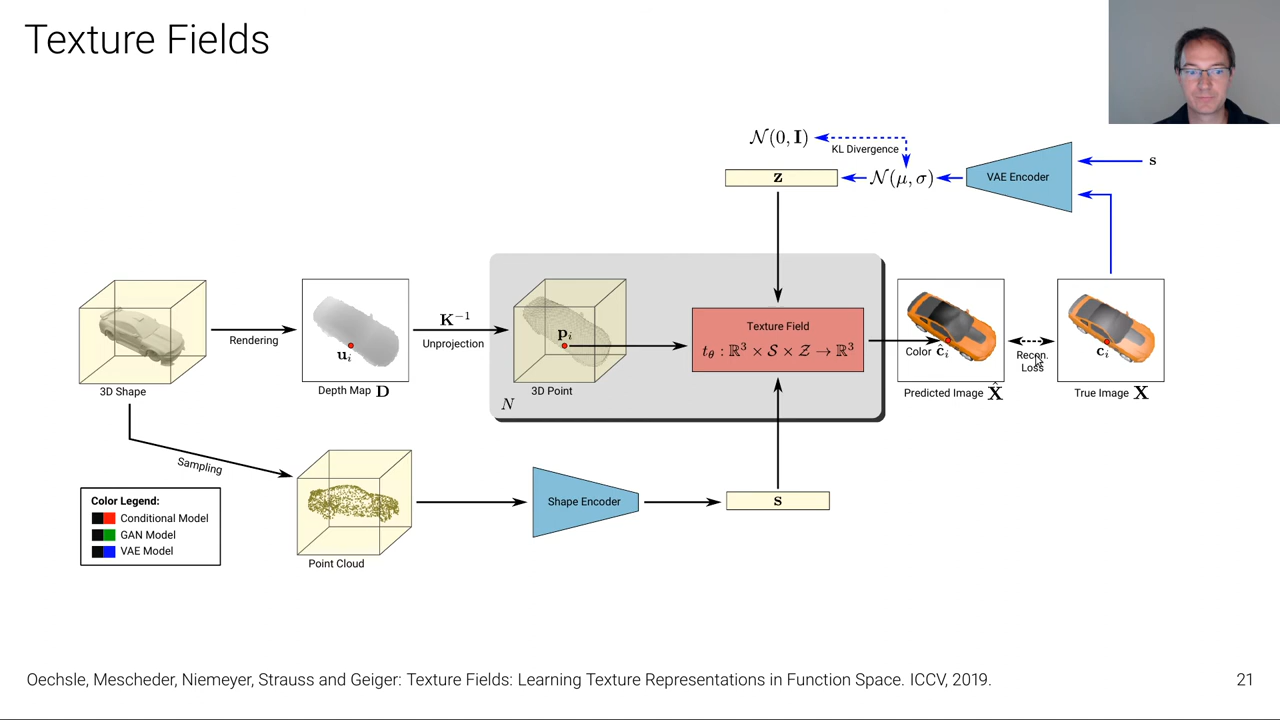 Texture Fields
𝒩(0, I)
KL Divergence
z
𝒩(μ, σ)
VAE Encoder
s
3D Shape
Rendering
u_i
Depth Map D
K⁻¹
Unprojection
p_i
3D Point
N
Texture Field
t_θ : ℝ³ × 𝒮 × 𝒵 → ℝ³
Color ĉ_i
Predicted Image X̂
Recon.
Loss
c_i
True Image X
Sampling
Point Cloud
Shape Encoder
s
Color Legend:
Conditional Model
GAN Model
VAE Model
Oechsle, Mescheder, Niemeyer, Strauss and Geiger: Texture Fields: Learning Texture Representations in Function Space. ICCV, 2019.
21